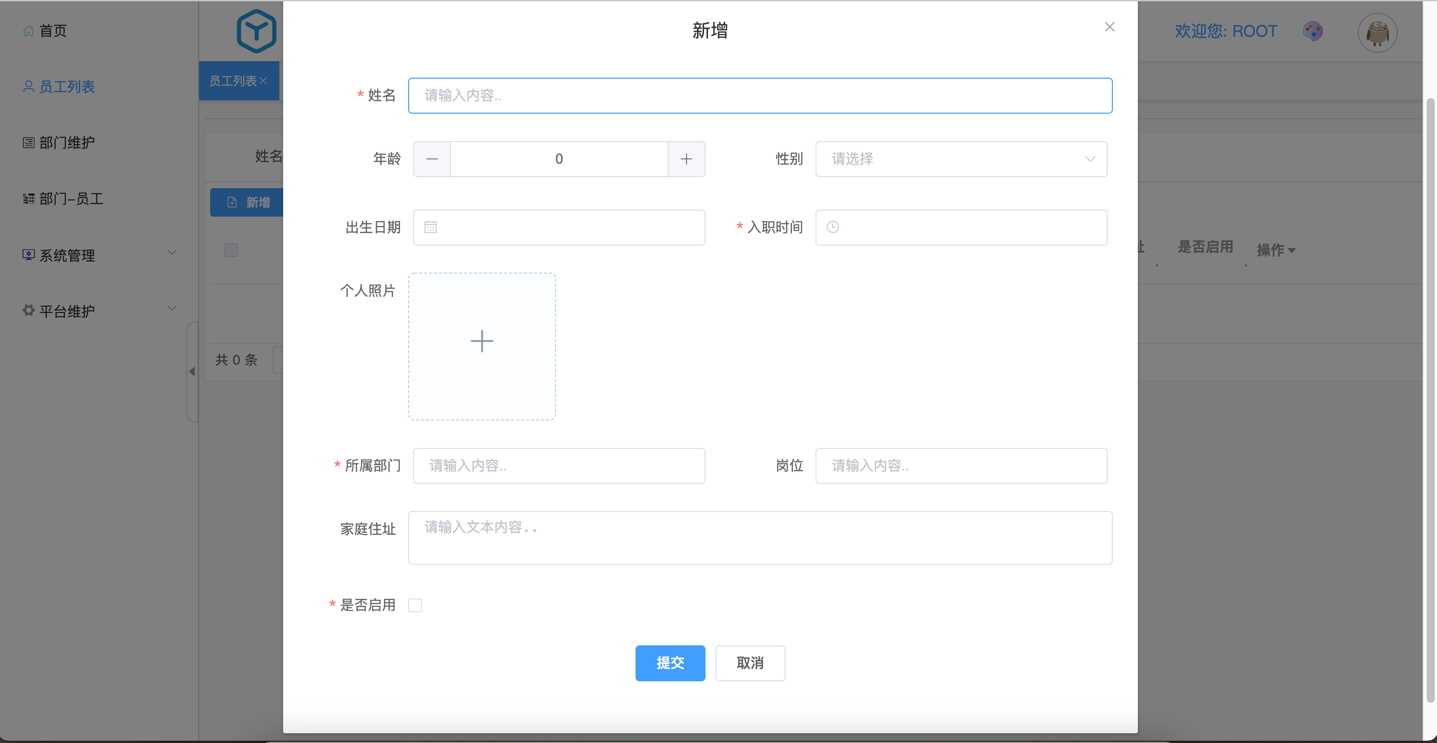 首页
员工列表
部门维护
部门-员工
系统管理
平台维护
欢迎您: ROOT
员工列表×
姓名
新增
是否启用
操作
共 0 条
新增
* 姓名 请输入内容..
年龄 0 性别 请选择
出生日期 * 入职时间
个人照片
* 所属部门 请输入内容.. 岗位 请输入内容..
家庭住址 请输入文本内容..
* 是否启用
提交 取消